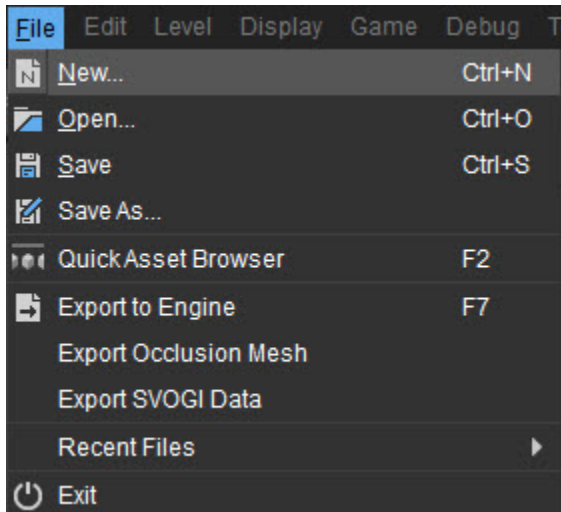 File Edit Level Display Game Debug T
New... Ctrl+N
Open... Ctrl+O
Save Ctrl+S
Save As...
Quick Asset Browser F2
Export to Engine F7
Export Occlusion Mesh
Export SVOGI Data
Recent Files
Exit